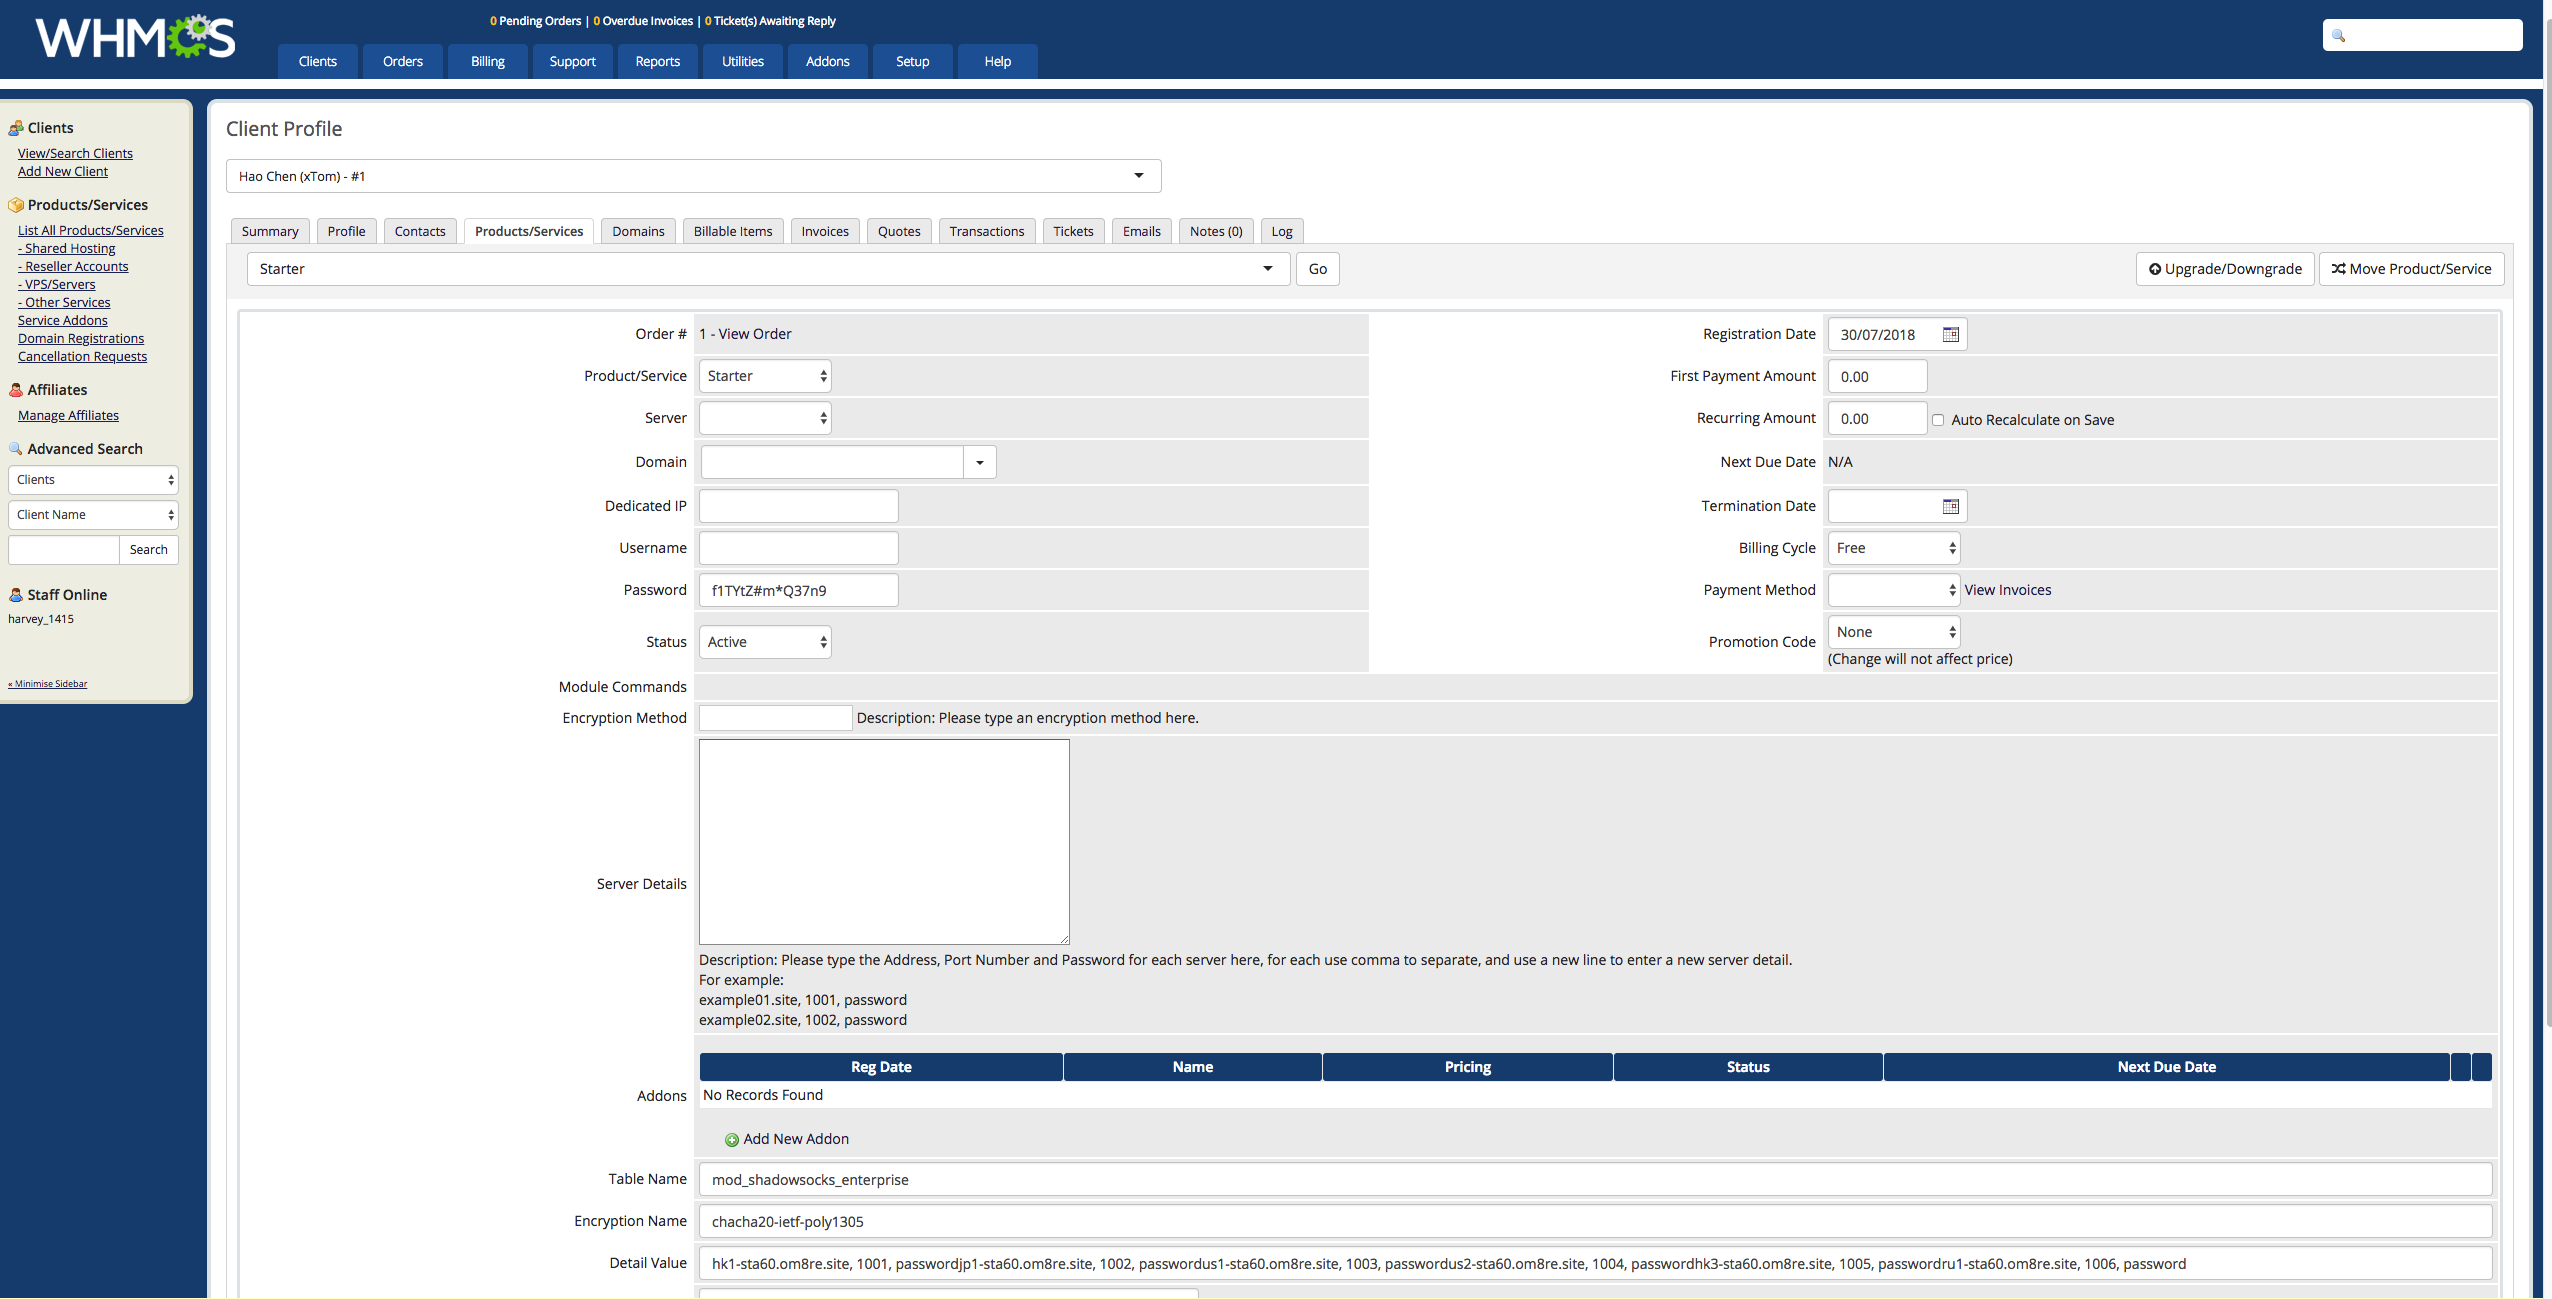 WHMCS
0 Pending Orders | 0 Overdue Invoices | 0 Ticket(s) Awaiting Reply
Clients Orders Billing Support Reports Utilities Addons Setup Help
Clients
View/Search Clients
Add New Client
Products/Services
List All Products/Services
- Shared Hosting
- Reseller Accounts
- VPS/Servers
- Other Services
Service Addons
Domain Registrations
Cancellation Requests
Affiliates
Manage Affiliates
Advanced Search
Clients
Client Name
Search
Staff Online
harvey_1415
« Minimise Sidebar
Client Profile
Hao Chen (xTom) - #1
Summary Profile Contacts Products/Services Domains Billable Items Invoices Quotes Transactions Tickets Emails Notes (0) Log
Starter Go Upgrade/Downgrade Move Product/Service
Order # 1 - View Order Registration Date 30/07/2018
Product/Service Starter First Payment Amount 0.00
Server Recurring Amount 0.00 Auto Recalculate on Save
Domain Next Due Date N/A
Dedicated IP Termination Date
Username Billing Cycle Free
Password f1TYtZ#m*Q37n9 Payment Method View Invoices
Status Active Promotion Code None
(Change will not affect price)
Module Commands
Encryption Method Description: Please type an encryption method here.
Server Details
Description: Please type the Address, Port Number and Password for each server here, for each use comma to separate, and use a new line to enter a new server detail.
For example:
example01.site, 1001, password
example02.site, 1002, password
Reg Date Name Pricing Status Next Due Date
Addons No Records Found
Add New Addon
Table Name mod_shadowsocks_enterprise
Encryption Name chacha20-ietf-poly1305
Detail Value hk1-sta60.om8re.site, 1001, passwordjp1-sta60.om8re.site, 1002, passwordus1-sta60.om8re.site, 1003, passwordus2-sta60.om8re.site, 1004, passwordhk3-sta60.om8re.site, 1005, passwordru1-sta60.om8re.site, 1006, password